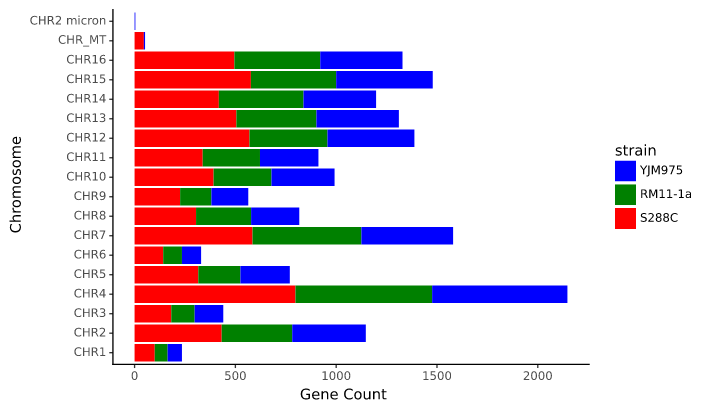 Chromosome
CHR2 micron
CHR_MT
CHR16
CHR15
CHR14
CHR13
CHR12
CHR11
CHR10
CHR9
CHR8
CHR7
CHR6
CHR5
CHR4
CHR3
CHR2
CHR1
0 500 1000 1500 2000
Gene Count
strain
YJM975
RM11-1a
S288C